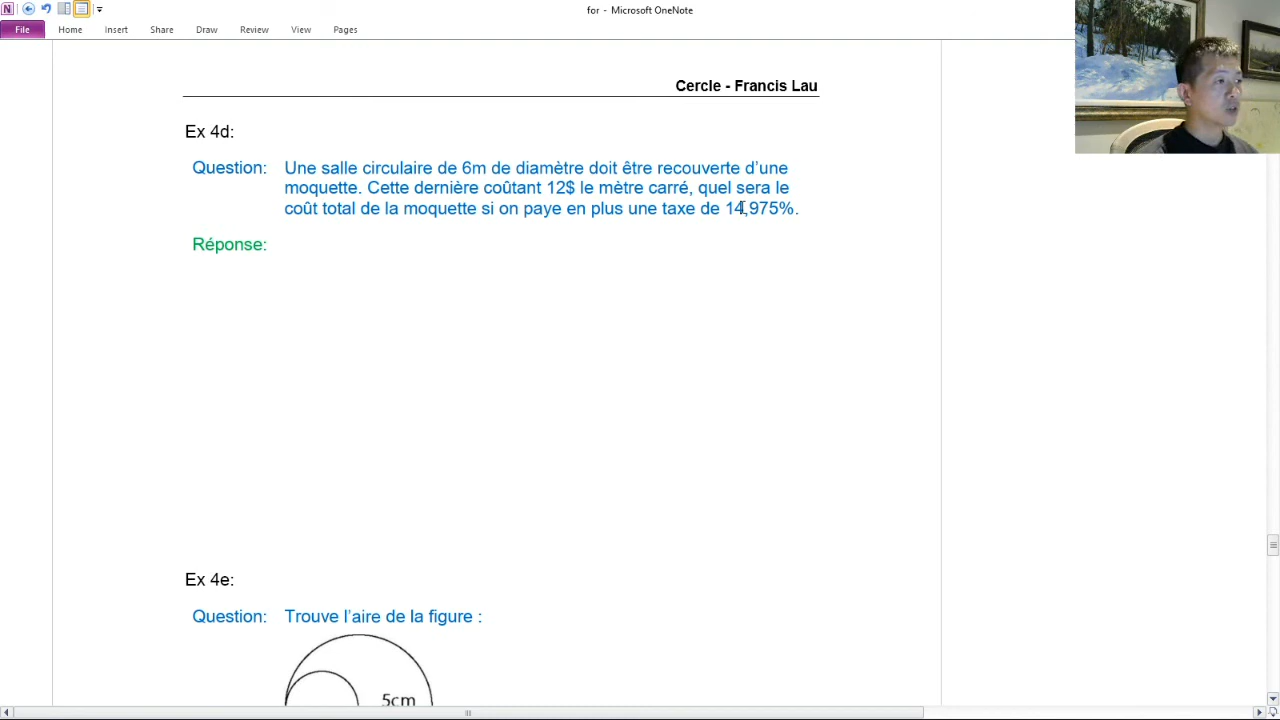 for - Microsoft OneNote
File Home Insert Share Draw Review View Pages
Cercle - Francis Lau
Ex 4d:
Question: Une salle circulaire de 6m de diamètre doit être recouverte d'une
moquette. Cette dernière coûtant 12$ le mètre carré, quel sera le
coût total de la moquette si on paye en plus une taxe de 14,975%.
Réponse:
Ex 4e:
Question: Trouve l'aire de la figure :
5cm